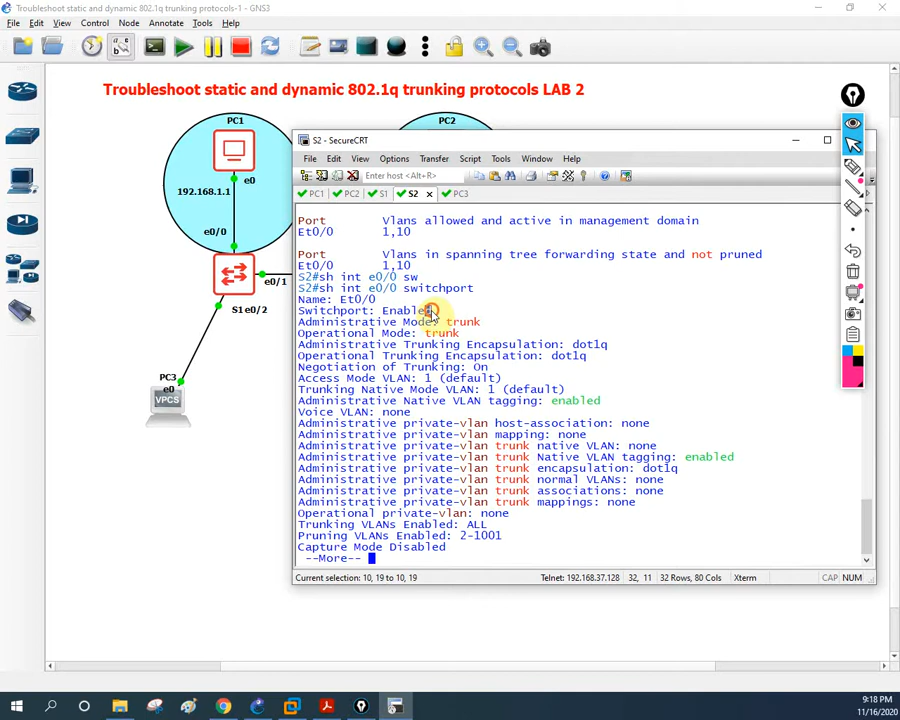 Troubleshoot static and dynamic 802.1q trunking protocols-1 - GNS3
File Edit View Control Node Annotate Tools Help
Troubleshoot static and dynamic 802.1q trunking protocols LAB 2
PC1
PC2
192.168.1.1
e0
e0/0
e0/1
S1 e0/2
PC3
e0
VPCS
S2 - SecureCRT
File Edit View Options Transfer Script Tools Window Help
Enter host <Alt+R>
PC1 PC2 S1 S2 PC3
Port Vlans allowed and active in management domain
Et0/0 1,10
Port Vlans in spanning tree forwarding state and not pruned
Et0/0 1,10
S2#sh int e0/0 sw
S2#sh int e0/0 switchport
Name: Et0/0
Switchport: Enabled
Administrative Mode: trunk
Operational Mode: trunk
Administrative Trunking Encapsulation: dot1q
Operational Trunking Encapsulation: dot1q
Negotiation of Trunking: On
Access Mode VLAN: 1 (default)
Trunking Native Mode VLAN: 1 (default)
Administrative Native VLAN tagging: enabled
Voice VLAN: none
Administrative private-vlan host-association: none
Administrative private-vlan mapping: none
Administrative private-vlan trunk native VLAN: none
Administrative private-vlan trunk Native VLAN tagging: enabled
Administrative private-vlan trunk encapsulation: dot1q
Administrative private-vlan trunk normal VLANs: none
Administrative private-vlan trunk associations: none
Administrative private-vlan trunk mappings: none
Operational private-vlan: none
Trunking VLANs Enabled: ALL
Pruning VLANs Enabled: 2-1001
Capture Mode Disabled
--More--
Current selection: 10, 19 to 10, 19 Telnet: 192.168.37.128 32, 11 32 Rows, 80 Cols Xterm CAP NUM
9:18 PM
11/16/2020